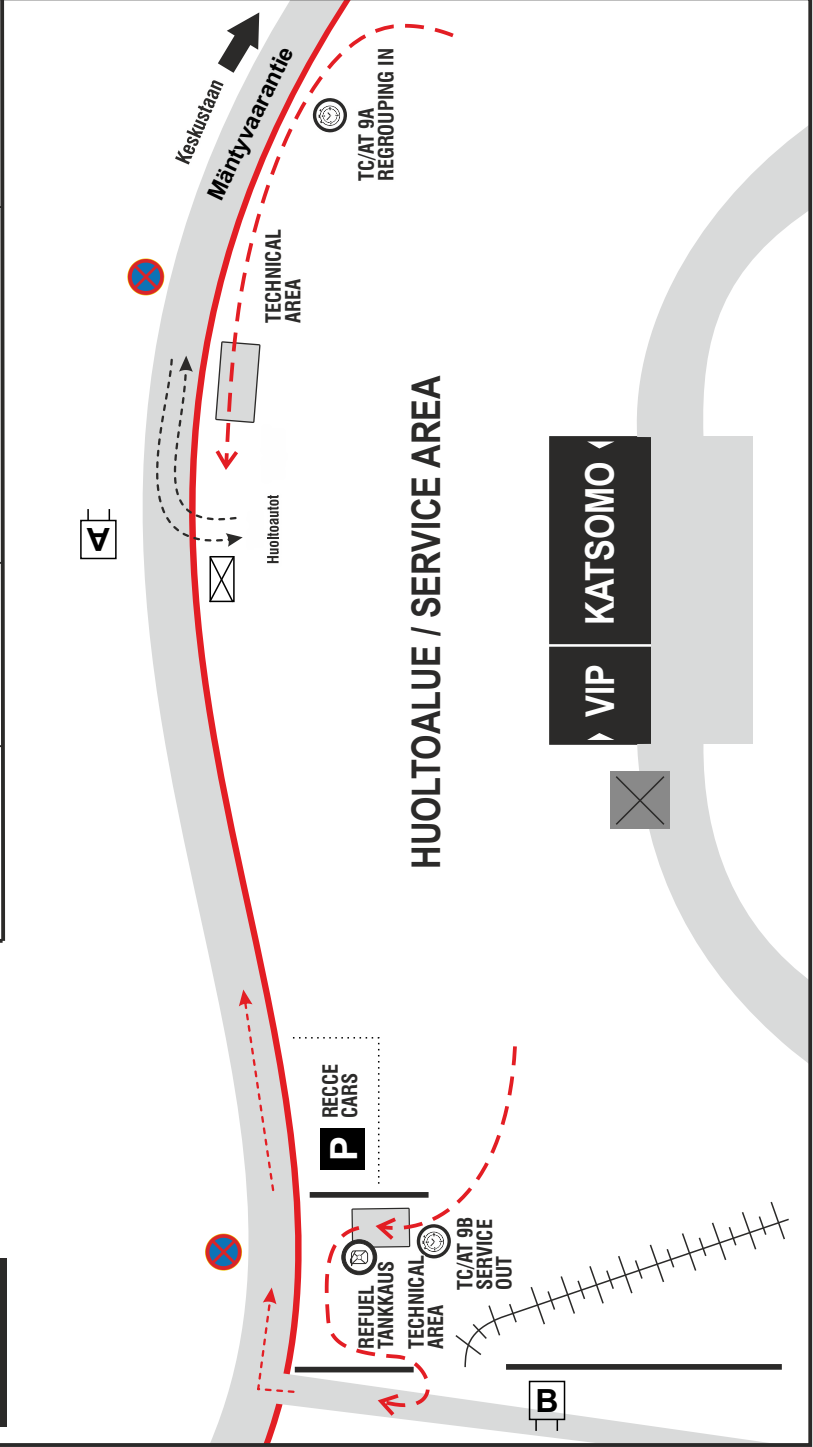 Keskustaan
Mäntyvaarantie
TC/AT 9A
REGROUPING IN
TECHNICAL
AREA
A
Huoltoautot
HUOLTOALUE / SERVICE AREA
VIP
KATSOMO
P
RECCE
CARS
REFUEL
TANKKAUS
TECHNICAL
AREA
TC/AT 9B
SERVICE
OUT
B